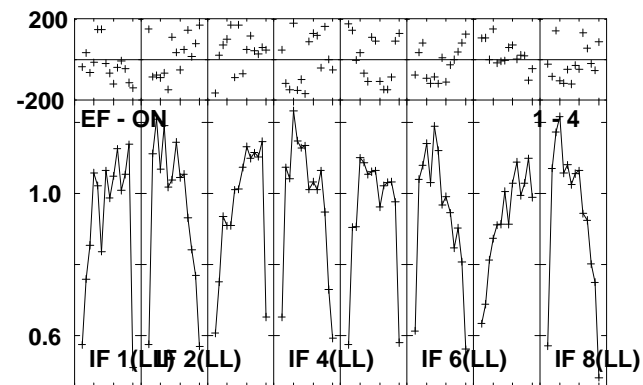 200
-200
EF - ON 1 - 4
1.0
0.6
IF 1(LL) IF 2(LL) IF 4(LL) IF 6(LL) IF 8(LL)